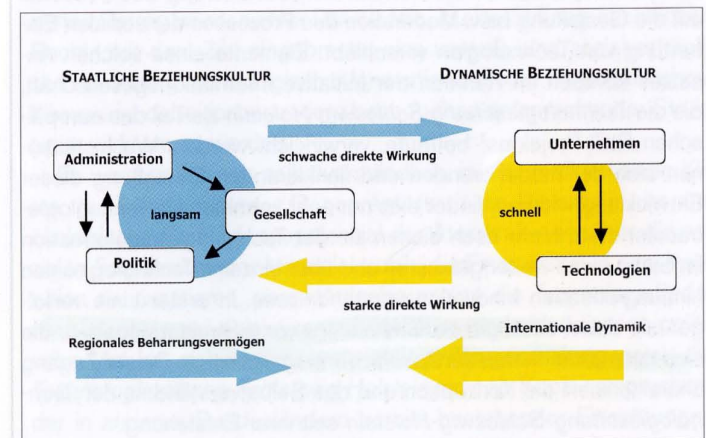 STAATLICHE BEZIEHUNGSKULTUR
DYNAMISCHE BEZIEHUNGSKULTUR
Administration
Unternehmen
schwache direkte Wirkung
langsam
Gesellschaft
schnell
Politik
Technologien
starke direkte Wirkung
Regionales Beharrungsvermögen
Internationale Dynamik